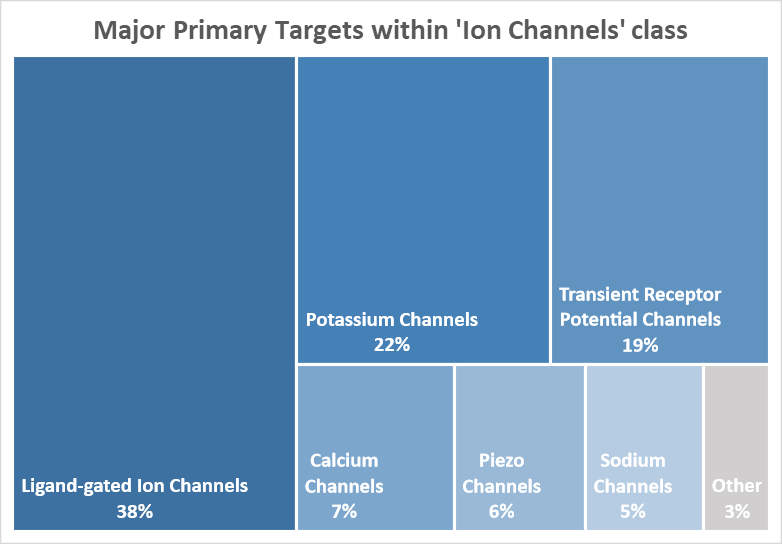 Major Primary Targets within 'Ion Channels' class
Ligand-gated Ion Channels
38%
Potassium Channels
22%
Transient Receptor
Potential Channels
19%
Calcium
Channels
7%
Piezo
Channels
6%
Sodium
Channels
5%
Other
3%